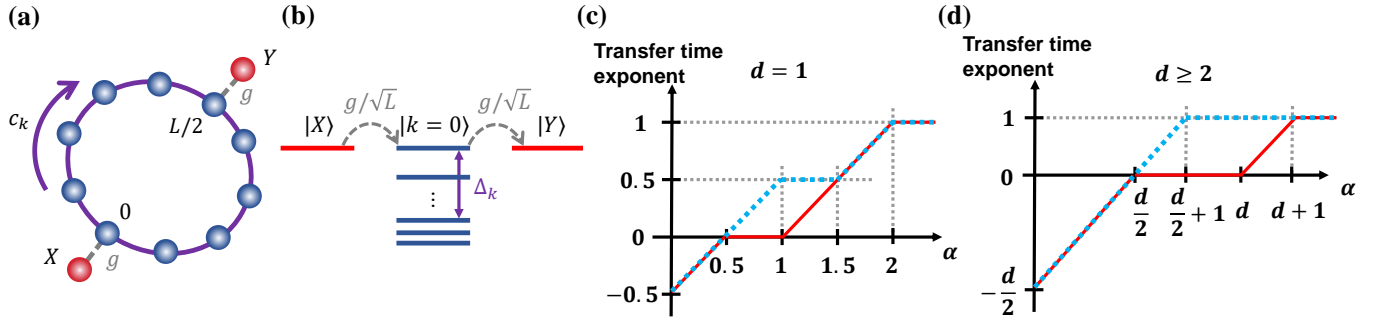 (a)
Y
g
c_k
L/2
0
X
g
(b)
g/√L
g/√L
|X⟩
|k = 0⟩
|Y⟩
Δ_k
⋮
(c)
Transfer time
exponent
d = 1
1
0.5
0
−0.5
0.5
1
1.5
2
α
(d)
Transfer time
exponent
d ≥ 2
1
0
−d/2
d/2
d/2 + 1
d
d + 1
α